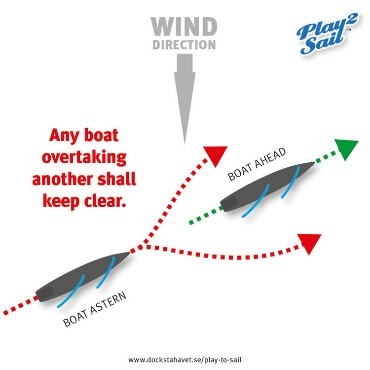 WIND
DIRECTION
Play2
Sail™
Any boat
overtaking
another shall
keep clear.
BOAT AHEAD
BOAT ASTERN
www.dockstahavet.se/play-to-sail